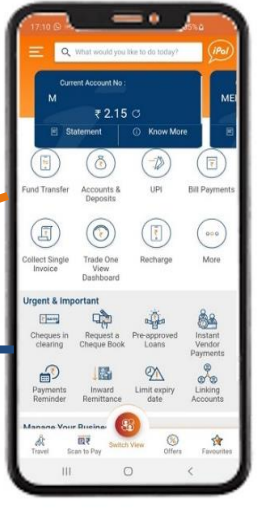 17:10
What would you like to do today?
iPal
Current Account No :
M
₹ 2.15
Statement
Know More
ME
Fund Transfer
Accounts &
Deposits
UPI
Bill Payments
Collect Single
Invoice
Trade One
View
Dashboard
Recharge
More
Urgent & Important
Cheques in
clearing
Request a
Cheque Book
Pre-approved
Loans
Instant
Vendor
Payments
Payments
Reminder
Inward
Remittance
Limit expiry
date
Linking
Accounts
Manage Your Busine
Travel
Scan to Pay
Switch View
Offers
Favourites